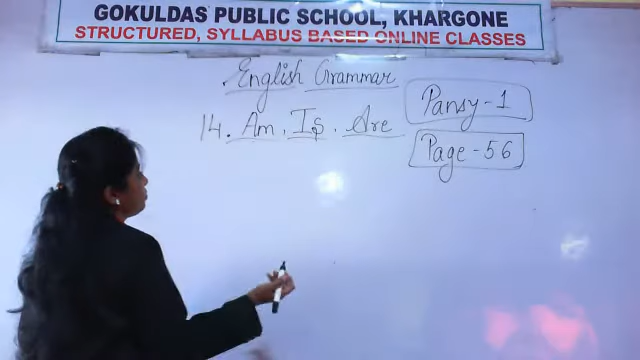 GOKULDAS PUBLIC SCHOOL, KHARGONE
STRUCTURED, SYLLABUS BASED ONLINE CLASSES
English Grammar
Pansy-1
14. Am, Is, Are
Page-56